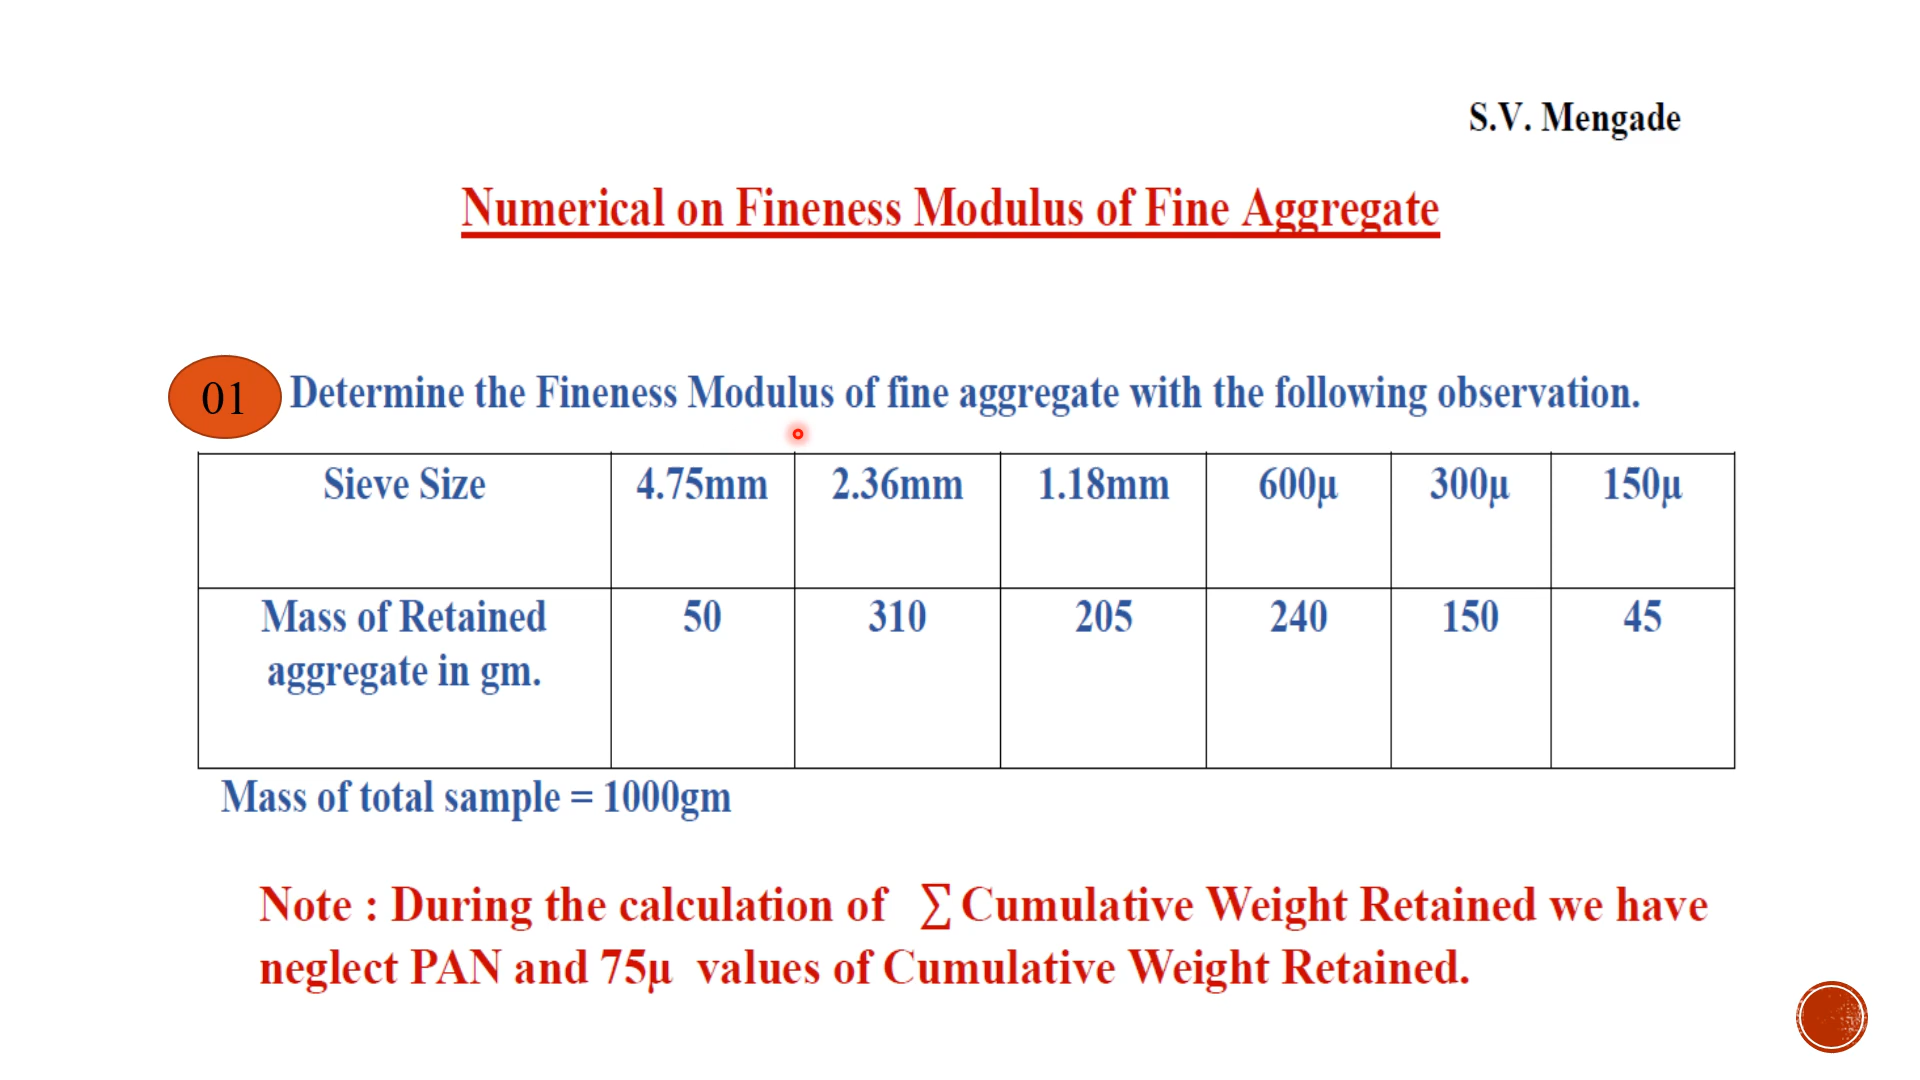 S.V. Mengade
Numerical on Fineness Modulus of Fine Aggregate
01 Determine the Fineness Modulus of fine aggregate with the following observation.
Sieve Size 4.75mm 2.36mm 1.18mm 600μ 300μ 150μ
Mass of Retained 50 310 205 240 150 45
aggregate in gm.
Mass of total sample = 1000gm
Note : During the calculation of ∑ Cumulative Weight Retained we have
neglect PAN and 75μ values of Cumulative Weight Retained.